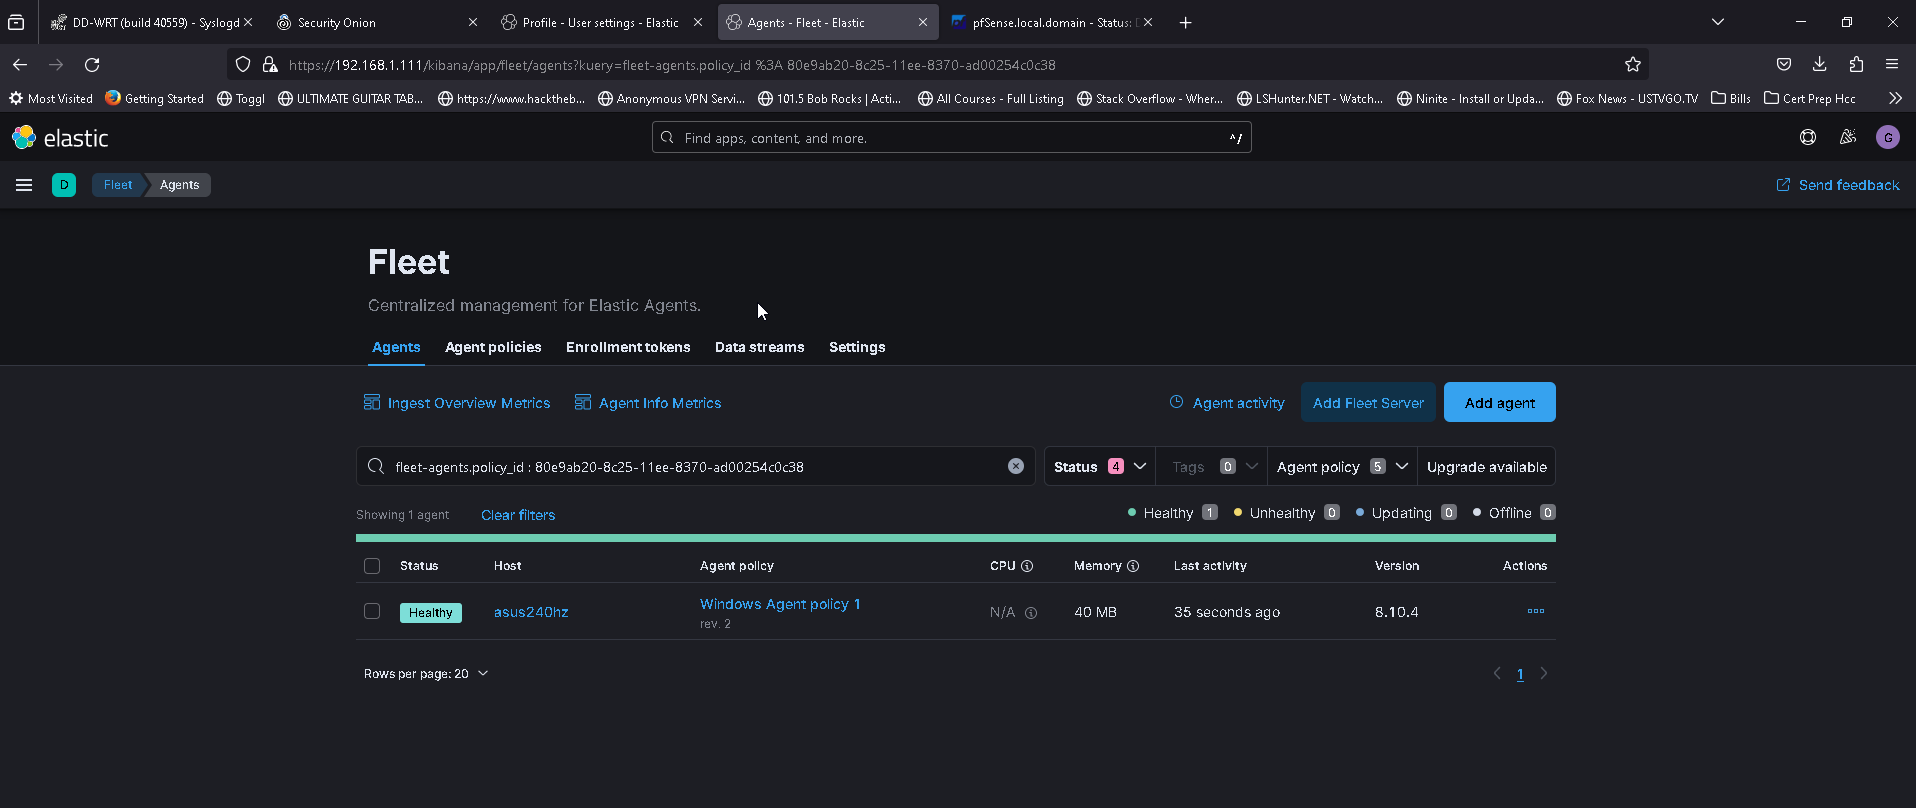 DD-WRT (build 40559) - Syslogd
Security Onion
Profile - User settings - Elastic
Agents - Fleet - Elastic
pfSense.local.domain - Status:
https://192.168.1.111/kibana/app/fleet/agents?kuery=fleet-agents.policy_id %3A 80e9ab20-8c25-11ee-8370-ad00254c0c38
Most Visited
Getting Started
Toggl
ULTIMATE GUITAR TAB...
https://www.hacktheb...
Anonymous VPN Servi...
101.5 Bob Rocks | Acti...
All Courses - Full Listing
Stack Overflow - Wher...
LSHunter.NET - Watch...
Ninite - Install or Upda...
Fox News - USTVGO.TV
Bills
Cert Prep Hcc
elastic
Find apps, content, and more.
^/
G
D
Fleet
Agents
Send feedback
Fleet
Centralized management for Elastic Agents.
Agents
Agent policies
Enrollment tokens
Data streams
Settings
Ingest Overview Metrics
Agent Info Metrics
Agent activity
Add Fleet Server
Add agent
fleet-agents.policy_id : 80e9ab20-8c25-11ee-8370-ad00254c0c38
Status 4
Tags 0
Agent policy 5
Upgrade available
Showing 1 agent
Clear filters
Healthy 1
Unhealthy 0
Updating 0
Offline 0
Status
Host
Agent policy
CPU
Memory
Last activity
Version
Actions
Healthy
asus240hz
Windows Agent policy 1
rev. 2
N/A
40 MB
35 seconds ago
8.10.4
Rows per page: 20
1